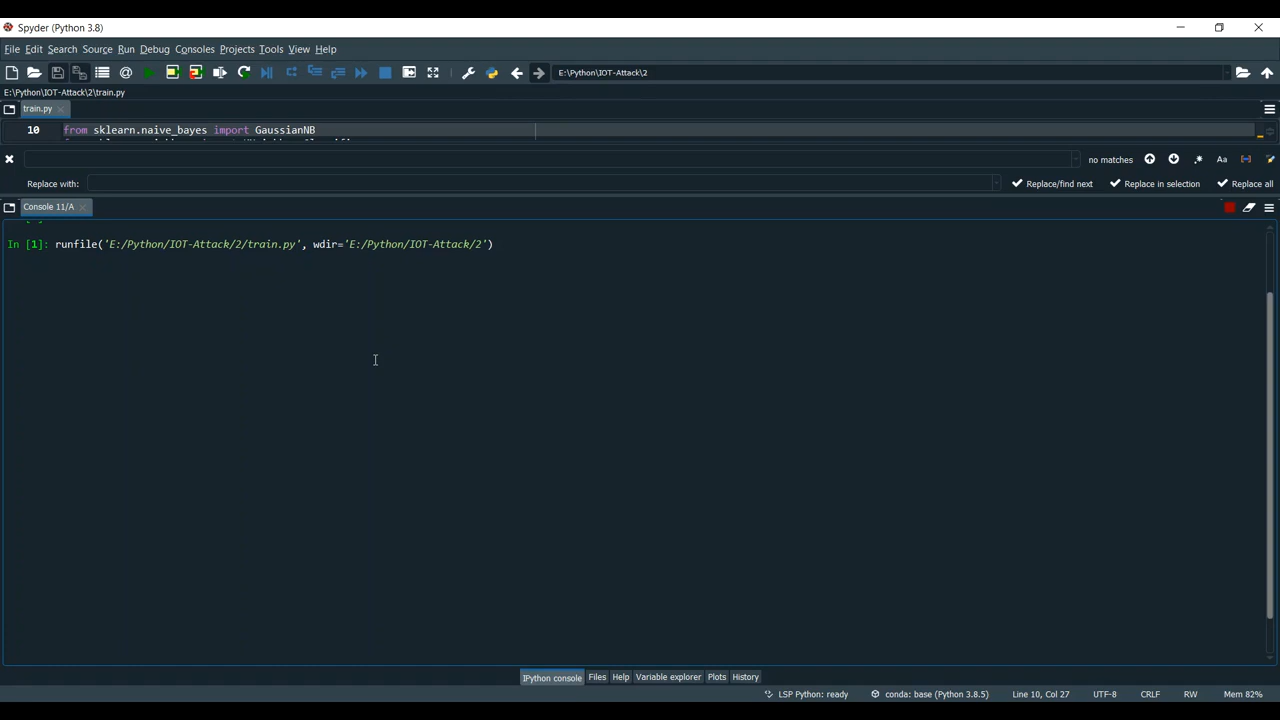 Spyder (Python 3.8)
File Edit Search Source Run Debug Consoles Projects Tools View Help
E:\Python\IOT-Attack\2
E:\Python\IOT-Attack\2\train.py
train.py
10 from sklearn.naive_bayes import GaussianNB
no matches Aa
Replace with: Replace/find next Replace in selection Replace all
Console 11/A
In [1]: runfile('E:/Python/IOT-Attack/2/train.py', wdir='E:/Python/IOT-Attack/2')
IPython console Files Help Variable explorer Plots History
LSP Python: ready conda: base (Python 3.8.5) Line 10, Col 27 UTF-8 CRLF RW Mem 82%